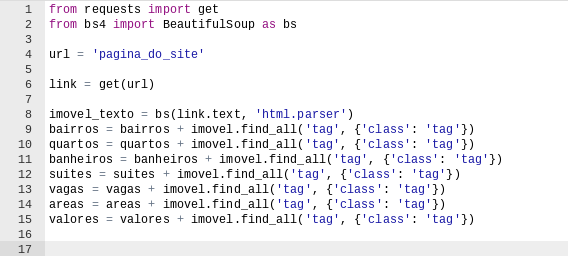 1 from requests import get
2 from bs4 import BeautifulSoup as bs
3
4 url = 'pagina_do_site'
5
6 link = get(url)
7
8 imovel_texto = bs(link.text, 'html.parser')
9 bairros = bairros + imovel.find_all('tag', {'class': 'tag'})
10 quartos = quartos + imovel.find_all('tag', {'class': 'tag'})
11 banheiros = banheiros + imovel.find_all('tag', {'class': 'tag'})
12 suites = suites + imovel.find_all('tag', {'class': 'tag'})
13 vagas = vagas + imovel.find_all('tag', {'class': 'tag'})
14 areas = areas + imovel.find_all('tag', {'class': 'tag'})
15 valores = valores + imovel.find_all('tag', {'class': 'tag'})
16
17